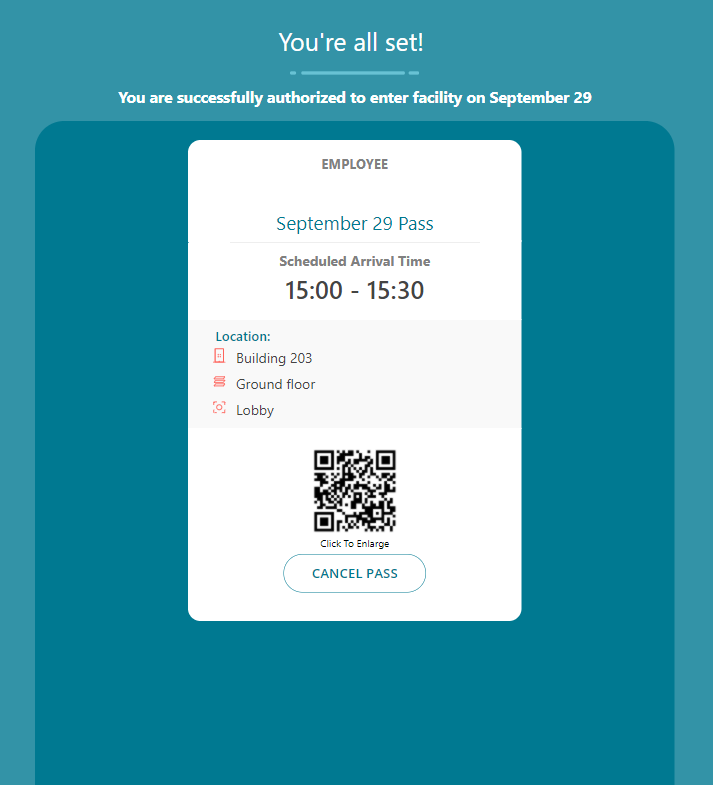 You're all set!
You are successfully authorized to enter facility on September 29
EMPLOYEE
September 29 Pass
Scheduled Arrival Time
15:00 - 15:30
Location:
Building 203
Ground floor
Lobby
Click To Enlarge
CANCEL PASS